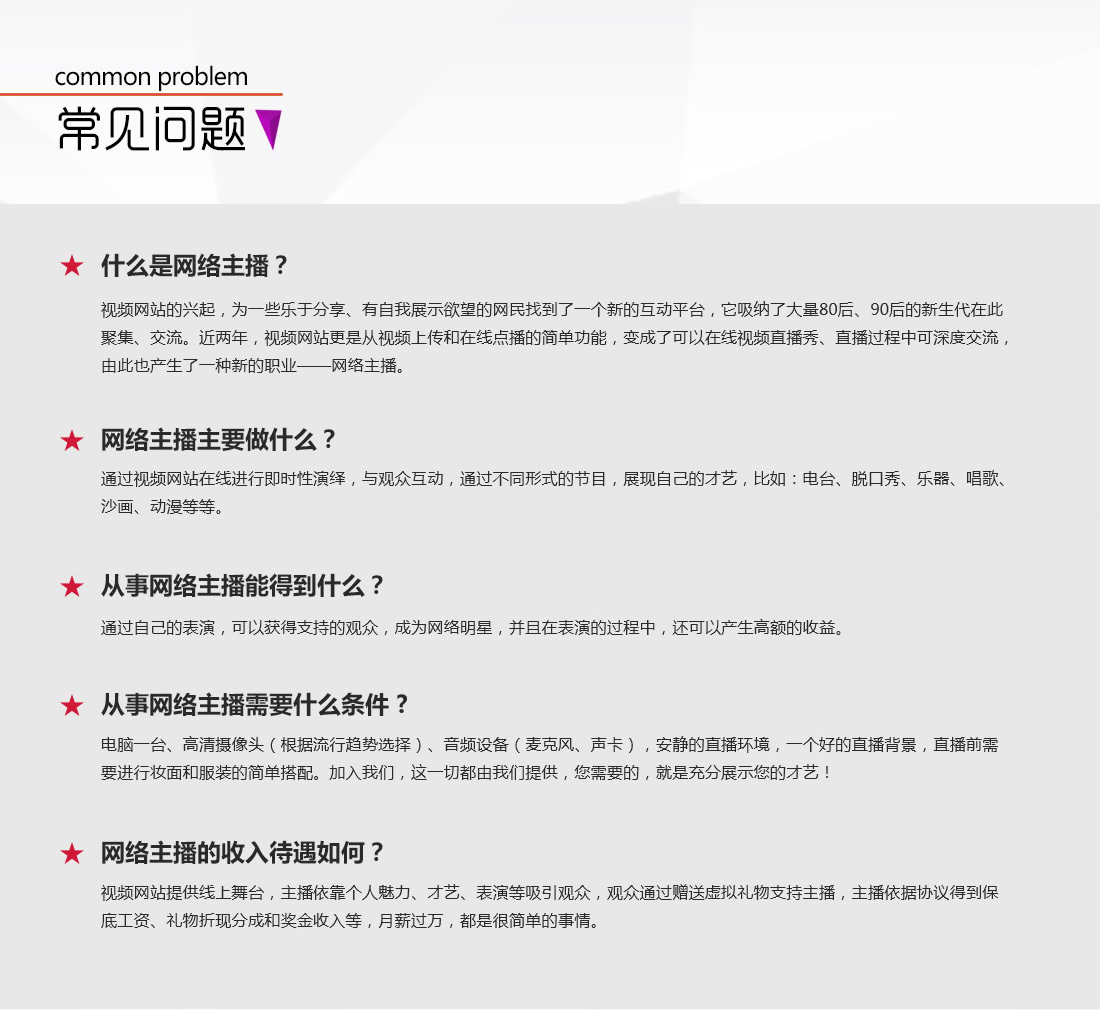 common problem
常见问题
什么是网络主播？
视频网站的兴起，为一些乐于分享、有自我展示欲望的网民找到了一个新的互动平台，它吸纳了大量80后、90后的新生代在此
聚集、交流。近两年，视频网站更是从视频上传和在线点播的简单功能，变成了可以在线视频直播秀、直播过程中可深度交流，
由此也产生了一种新的职业——网络主播。
网络主播主要做什么？
通过视频网站在线进行即时性演绎，与观众互动，通过不同形式的节目，展现自己的才艺，比如：电台、脱口秀、乐器、唱歌、
沙画、动漫等等。
从事网络主播能得到什么？
通过自己的表演，可以获得支持的观众，成为网络明星，并且在表演的过程中，还可以产生高额的收益。
从事网络主播需要什么条件？
电脑一台、高清摄像头（根据流行趋势选择）、音频设备（麦克风、声卡），安静的直播环境，一个好的直播背景，直播前需
要进行妆面和服装的简单搭配。加入我们，这一切都由我们提供，您需要的，就是充分展示您的才艺！
网络主播的收入待遇如何？
视频网站提供线上舞台，主播依靠个人魅力、才艺、表演等吸引观众，观众通过赠送虚拟礼物支持主播，主播依据协议得到保
底工资、礼物折现分成和奖金收入等，月薪过万，都是很简单的事情。